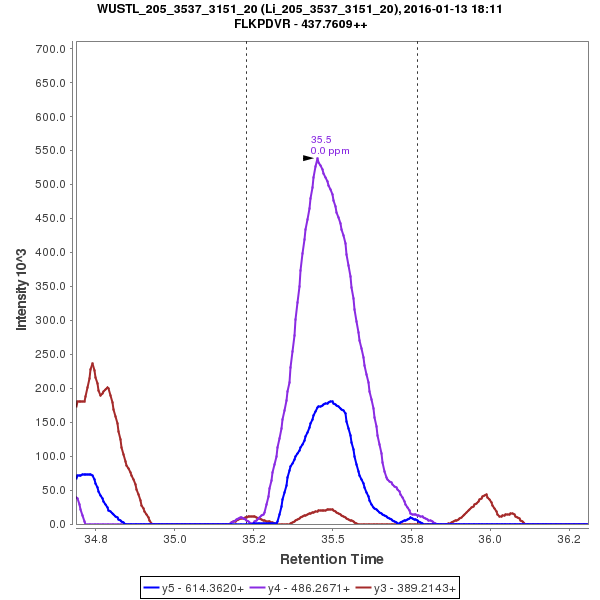 WUSTL_205_3537_3151_20 (Li_205_3537_3151_20), 2016-01-13 18:11
FLKPDVR - 437.7609++
700.0
650.0
600.0
550.0
500.0
450.0
400.0
350.0
300.0
250.0
200.0
150.0
100.0
50.0
0.0
Intensity 10^3
35.5
0.0 ppm
34.8
35.0
35.2
35.5
35.8
36.0
36.2
Retention Time
y5 - 614.3620+
y4 - 486.2671+
y3 - 389.2143+